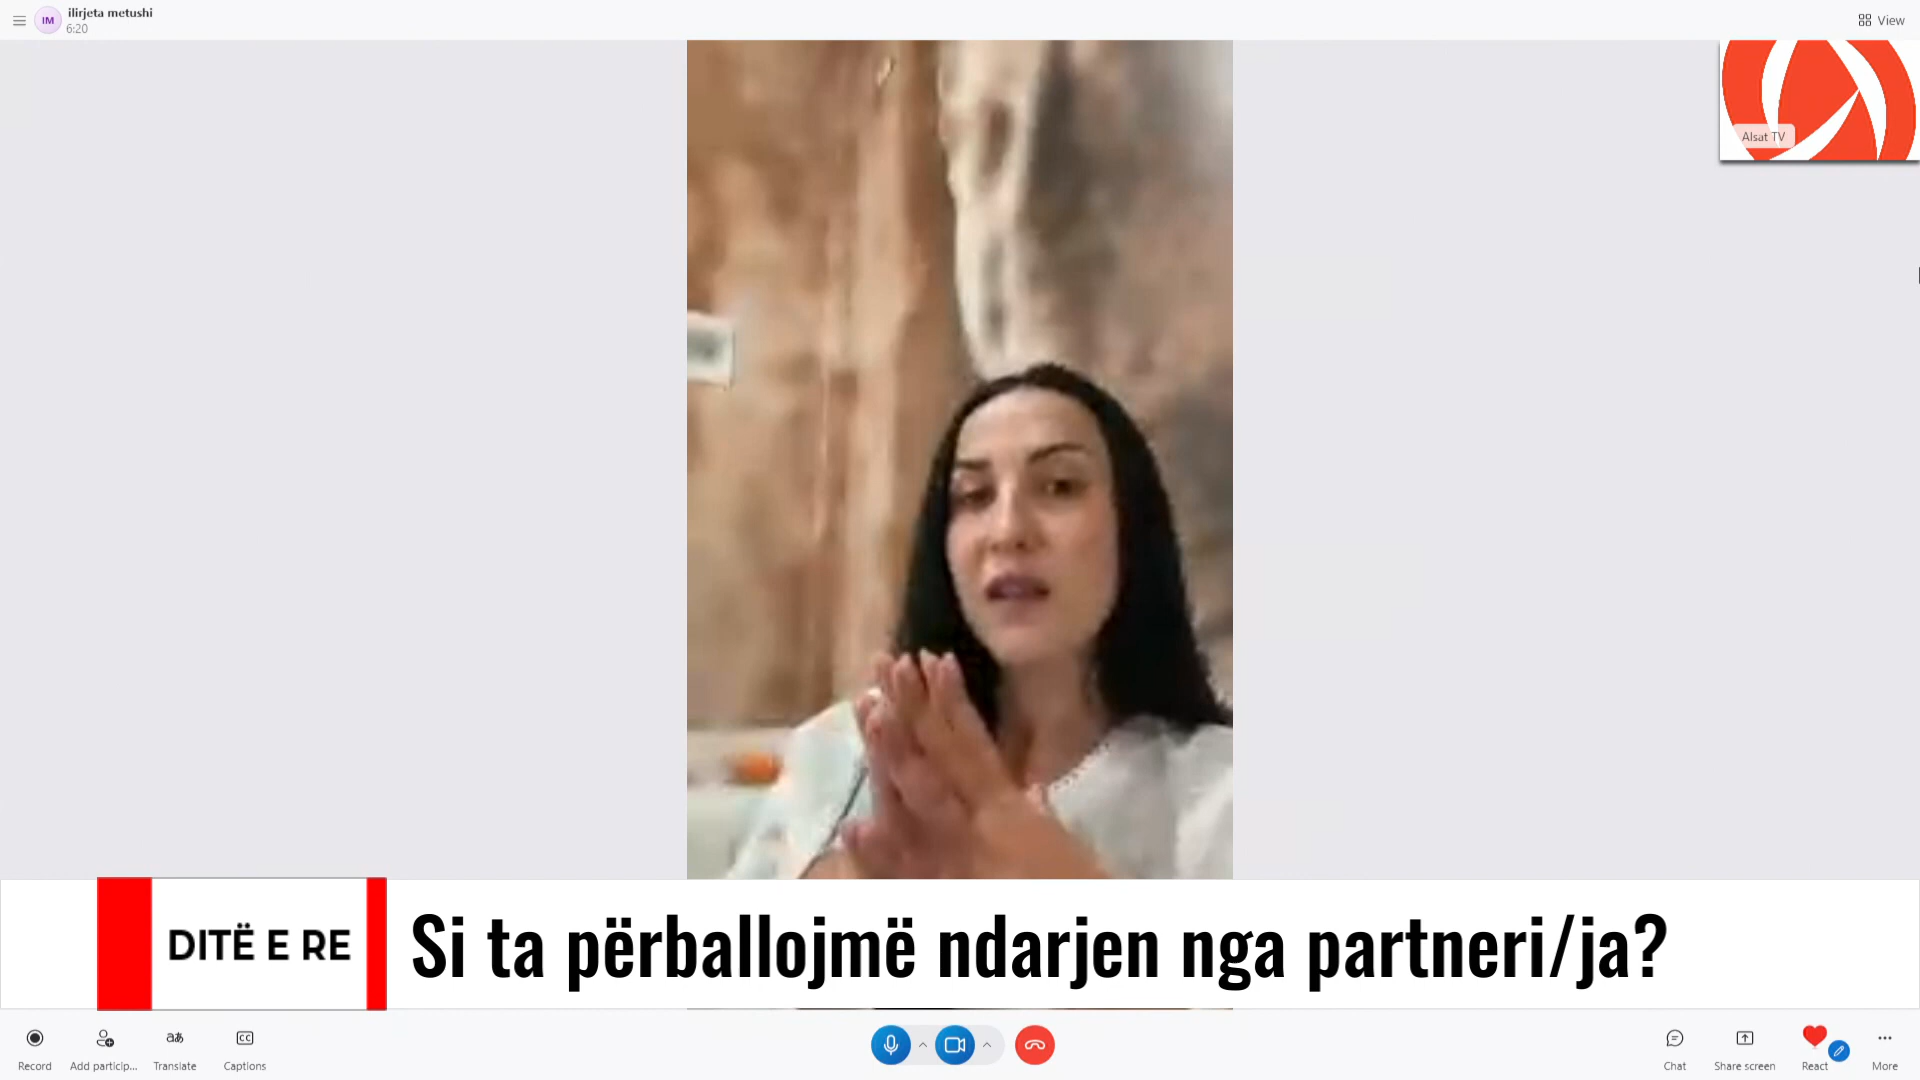 IM
ilirjeta metushi
6:20
View
Alsat TV
DITË E RE
Si ta përballojmë ndarjen nga partneri/ja?
Record
Add particip...
Translate
Captions
Chat
Share screen
React
More